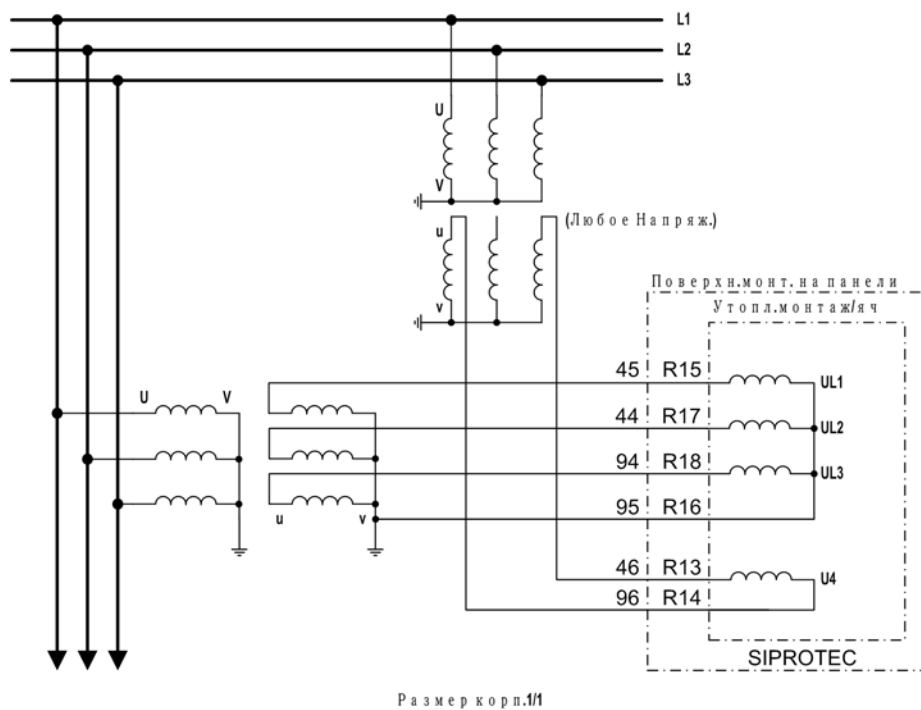 L1
L2
L3
U
V
u
(Любое Напряж.)
v
Поверхн.монт. на панели
Утопл.монтаж/яч
45 R15 UL1
U V
44 R17 UL2
94 R18 UL3
95 R16
u v
46 R13 U4
96 R14
SIPROTEC
Размер корп.1/1